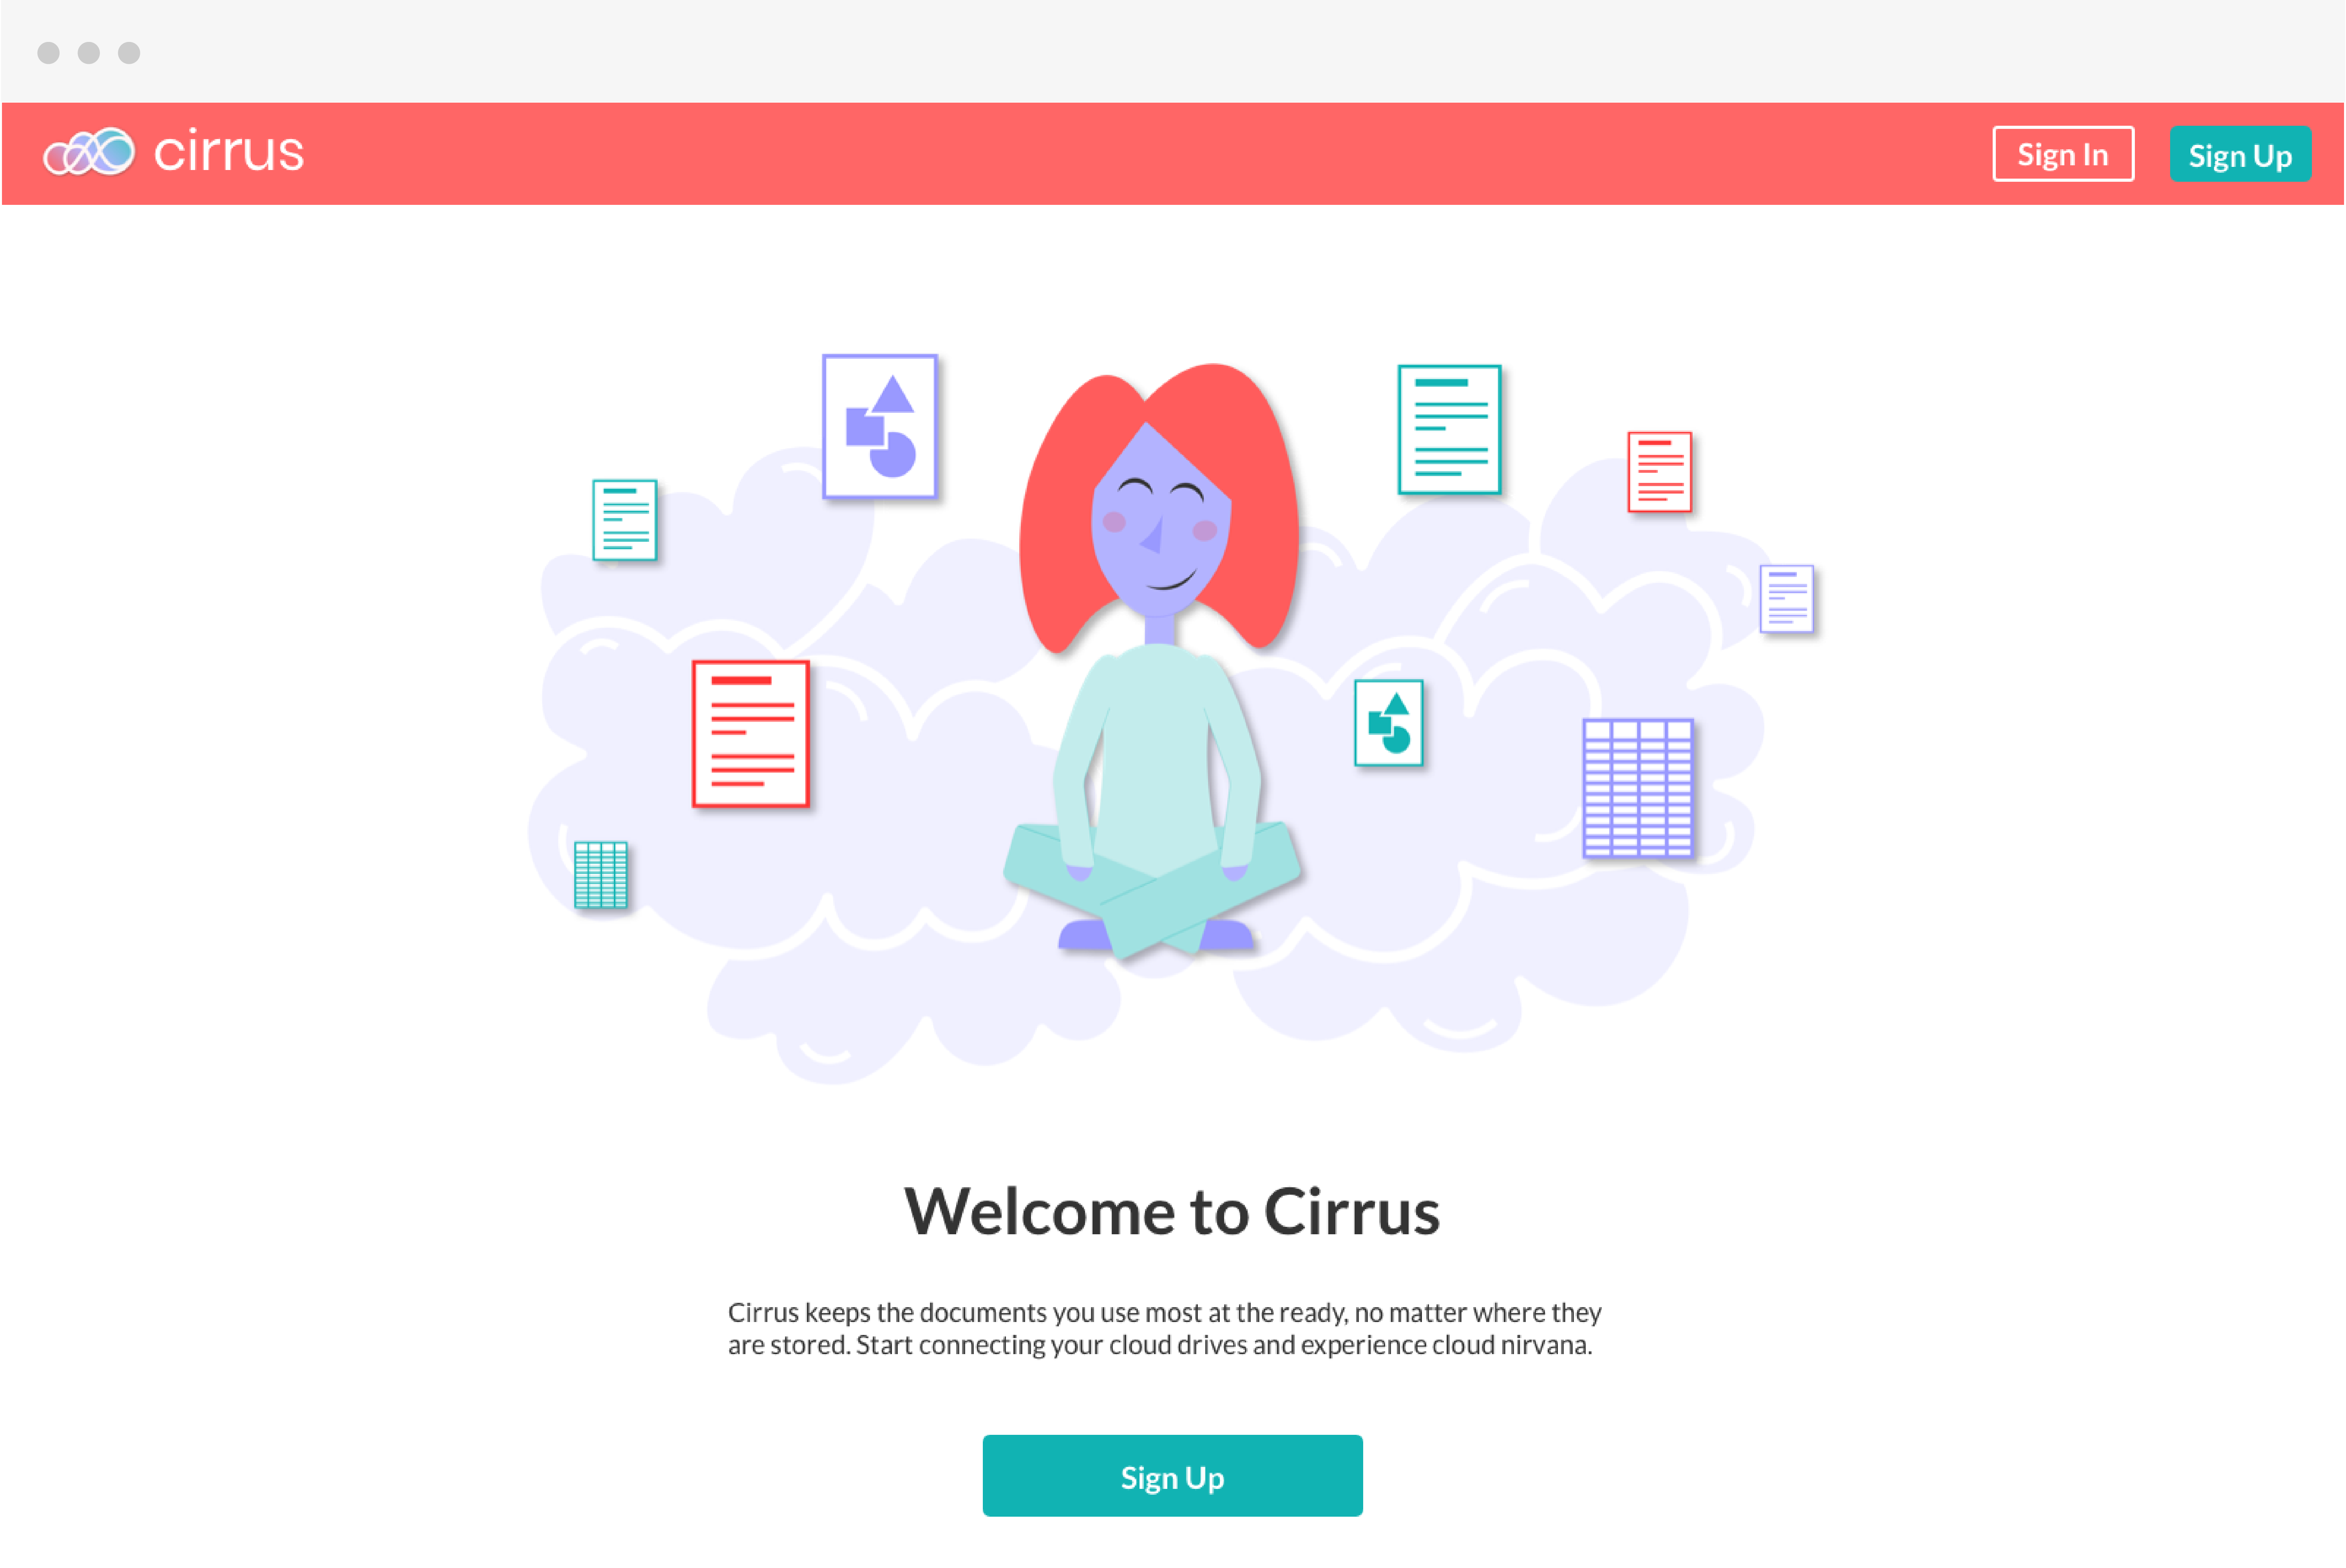 cirrus
Sign In
Sign Up
Welcome to Cirrus
Cirrus keeps the documents you use most at the ready, no matter where they
are stored. Start connecting your cloud drives and experience cloud nirvana.
Sign Up